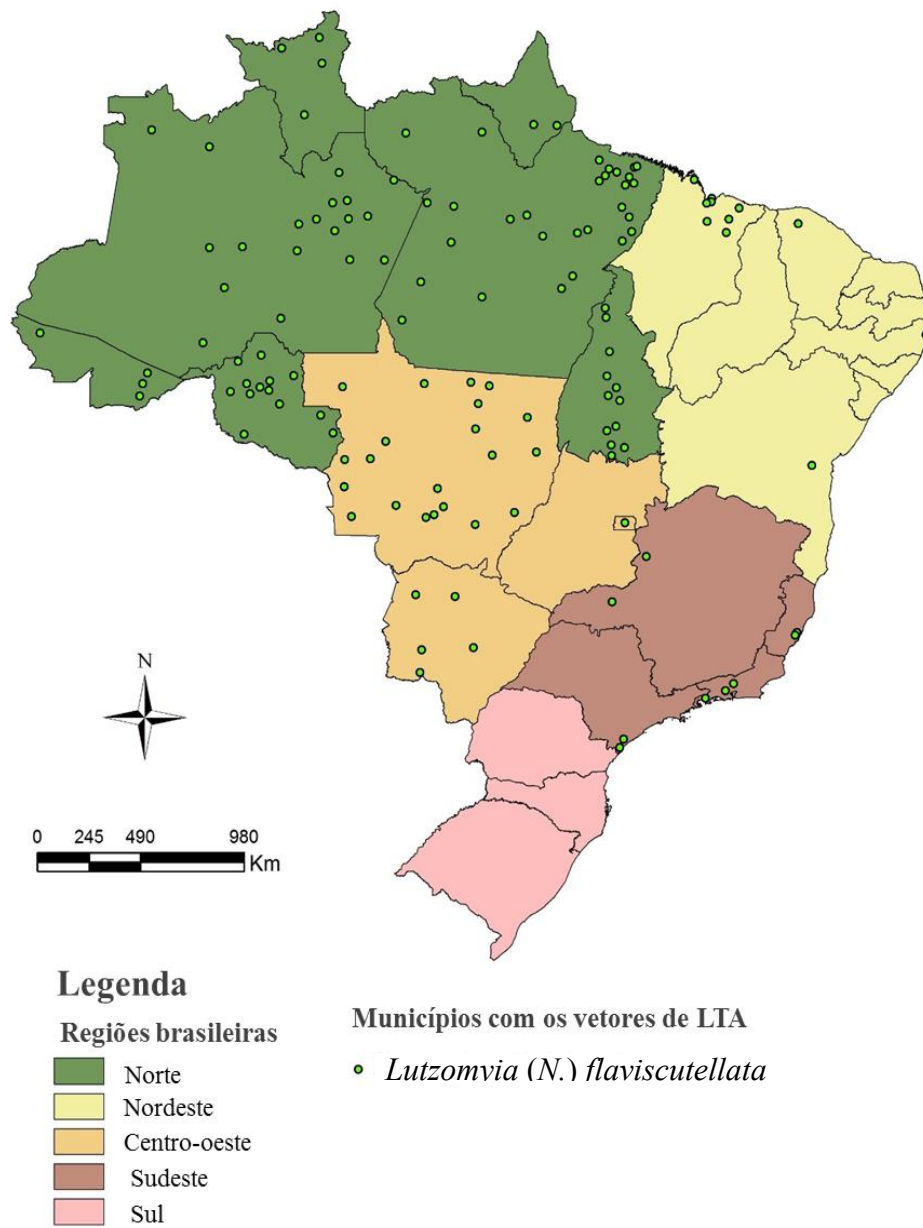 N
0 245 490 980
Km
Legenda
Regiões brasileiras
Norte
Nordeste
Centro-oeste
Sudeste
Sul
Municípios com os vetores de LTA
Lutzomvia (N.) flaviscutellata